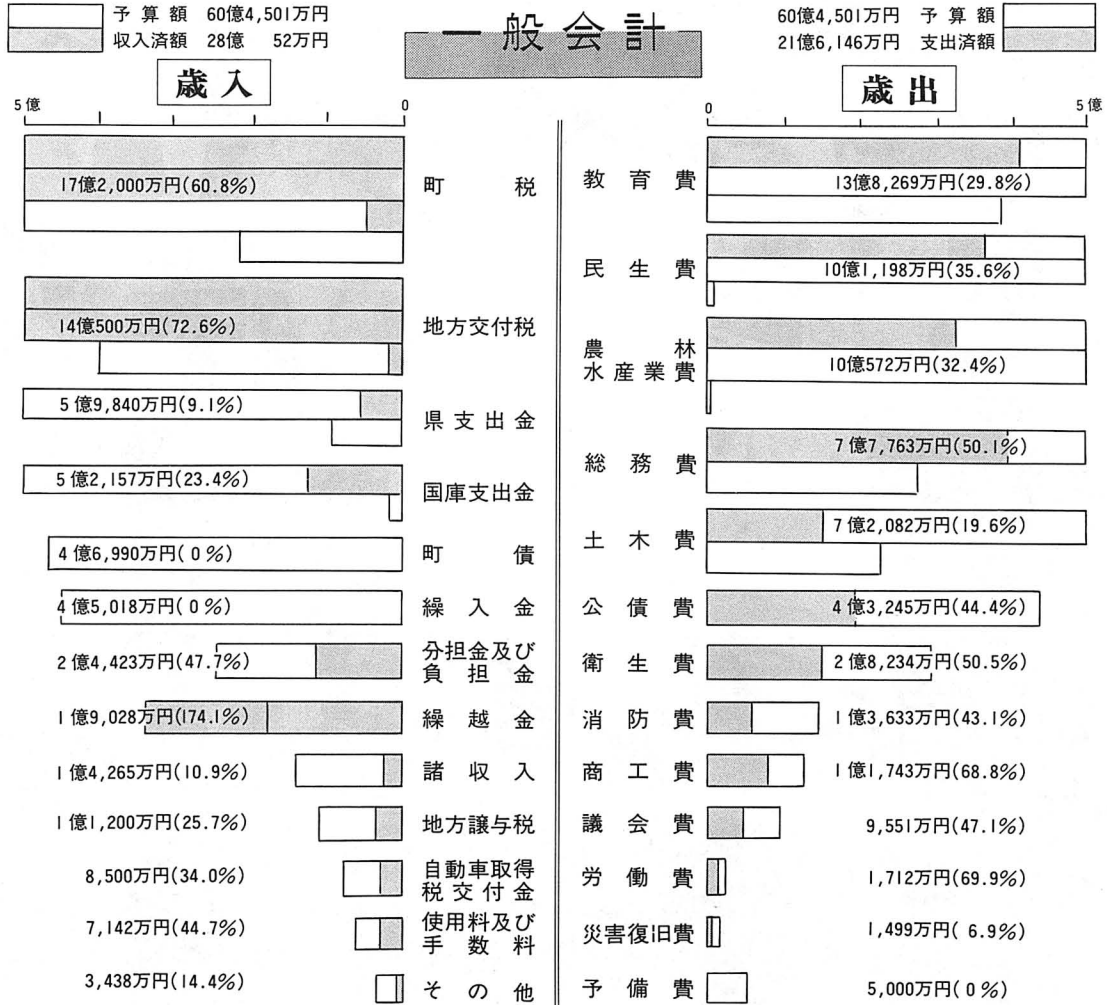 予算額 60億4,501万円
収入済額 28億 52万円
一般会計
60億4,501万円 予算額
21億6,146万円 支出済額
歳入
5億 0
17億2,000万円(60.8%) 町税
14億500万円(72.6%) 地方交付税
5億9,840万円(9.1%) 県支出金
5億2,157万円(23.4%) 国庫支出金
4億6,990万円(0%) 町債
4億5,018万円(0%) 繰入金
2億4,423万円(47.7%) 分担金及び
負担金
1億9,028万円(174.1%) 繰越金
1億4,265万円(10.9%) 諸収入
1億1,200万円(25.7%) 地方譲与税
8,500万円(34.0%) 自動車取得
税交付金
7,142万円(44.7%) 使用料及び
手数料
3,438万円(14.4%) その他
歳出
0 5億
教育費 13億8,269万円(29.8%)
民生費 10億1,198万円(35.6%)
農林
水産業費 10億572万円(32.4%)
総務費 7億7,763万円(50.1%)
土木費 7億2,082万円(19.6%)
公債費 4億3,245万円(44.4%)
衛生費 2億8,234万円(50.5%)
消防費 1億3,633万円(43.1%)
商工費 1億1,743万円(68.8%)
議会費 9,551万円(47.1%)
労働費 1,712万円(69.9%)
災害復旧費 1,499万円(6.9%)
予備費 5,000万円(0%)